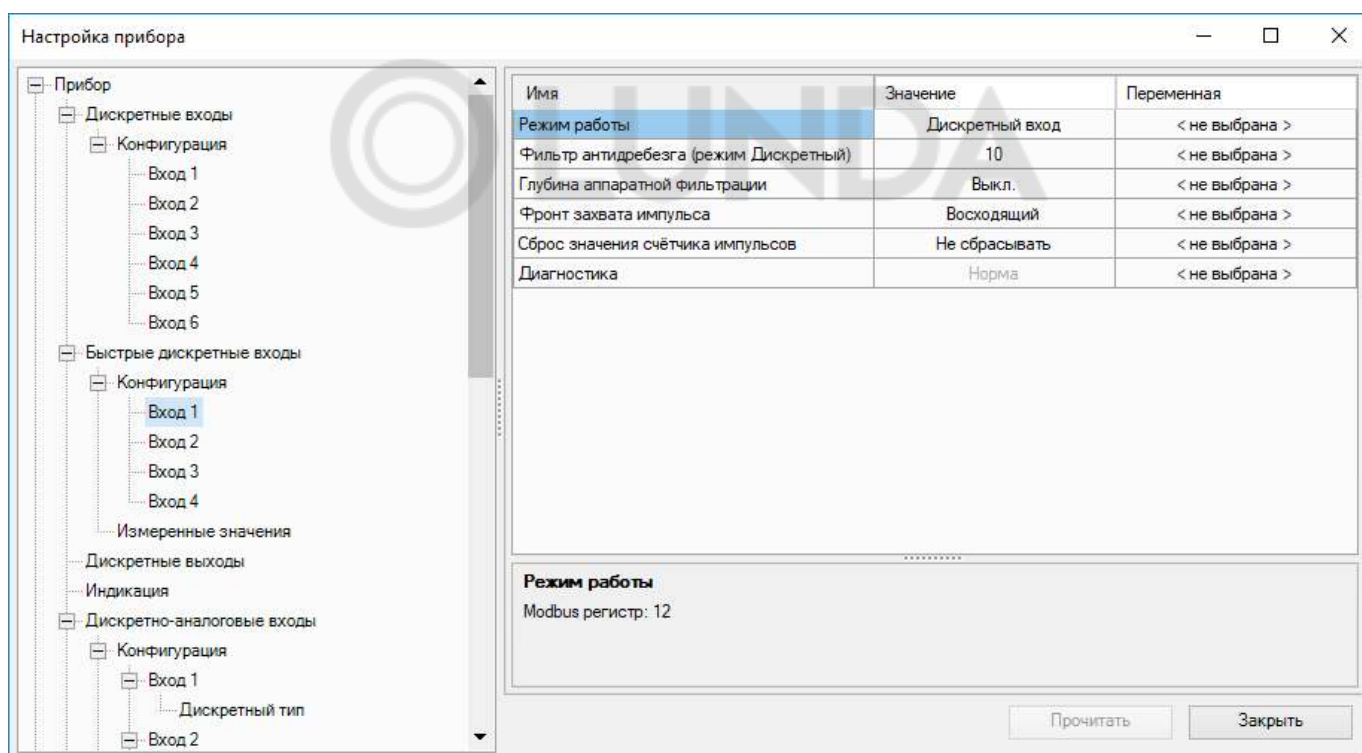 Настройка прибора
LUNDA
Прибор
Дискретные входы
Конфигурация
Вход 1
Вход 2
Вход 3
Вход 4
Вход 5
Вход 6
Быстрые дискретные входы
Конфигурация
Вход 1
Вход 2
Вход 3
Вход 4
Измеренные значения
Дискретные выходы
Индикация
Дискретно-аналоговые входы
Конфигурация
Вход 1
Дискретный тип
Вход 2
Имя Значение Переменная
Режим работы Дискретный вход < не выбрана >
Фильтр антидребезга (режим Дискретный) 10 < не выбрана >
Глубина аппаратной фильтрации Выкл. < не выбрана >
Фронт захвата импульса Восходящий < не выбрана >
Сброс значения счётчика импульсов Не сбрасывать < не выбрана >
Диагностика Норма < не выбрана >
Режим работы
Modbus регистр: 12
Прочитать Закрыть